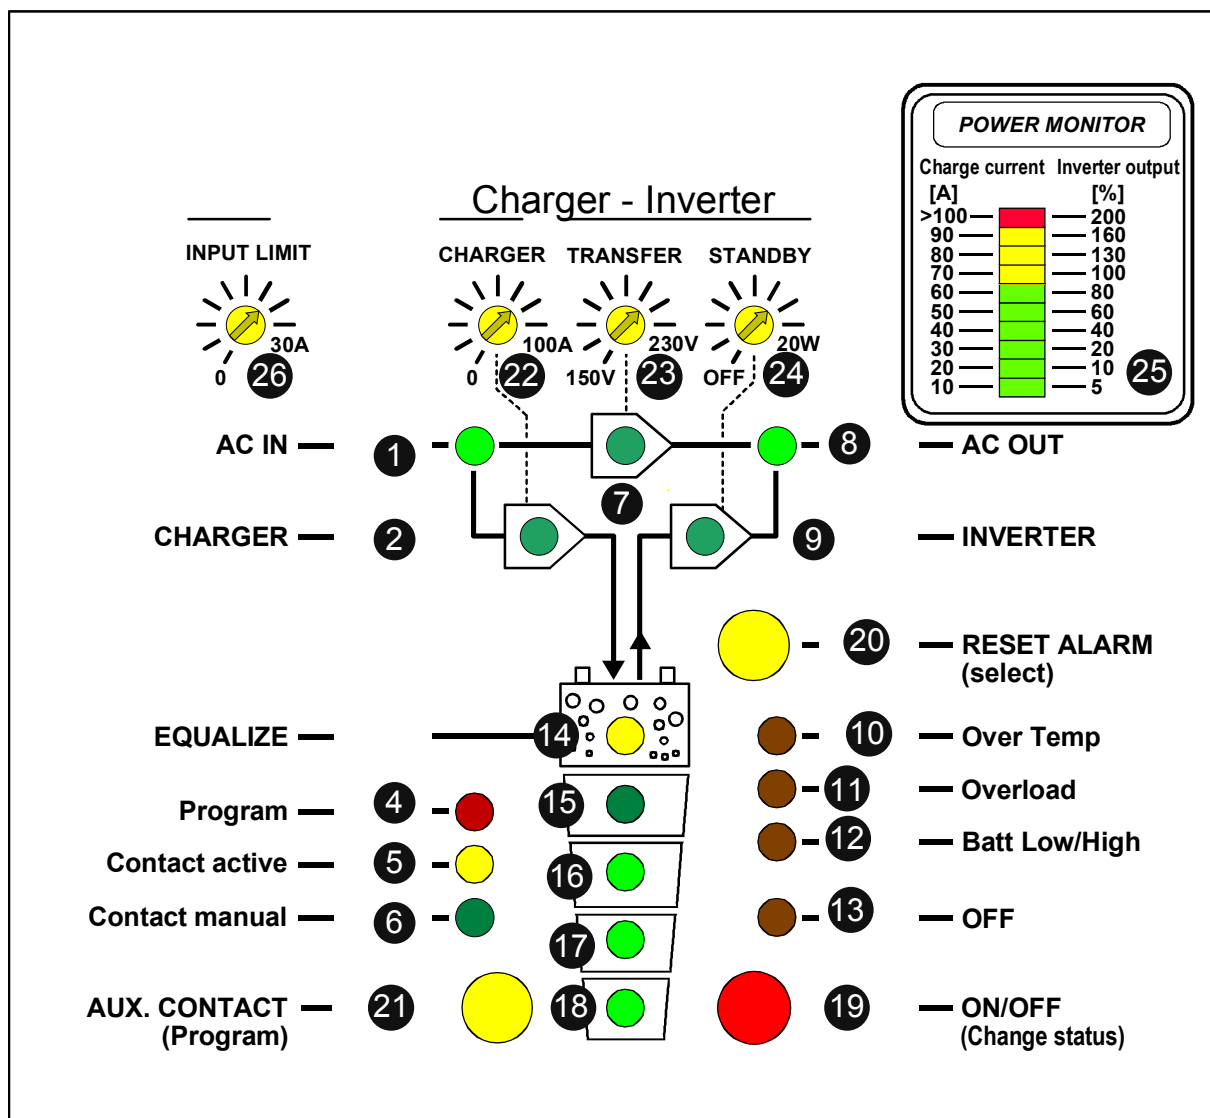 POWER MONITOR
Charge current Inverter output
[A] [%]
>100 200
90 160
80 130
70 100
60 80
50 60
40 40
30 20
20 10
10 5
25
Charger - Inverter
INPUT LIMIT CHARGER TRANSFER STANDBY
30A 100A 230V 20W
0 26 0 22 150V 23 OFF 24
AC IN 1 8 AC OUT
7
CHARGER 2 9 INVERTER
20 RESET ALARM
(select)
EQUALIZE 14 10 Over Temp
Program 4 15 11 Overload
Contact active 5 16 12 Batt Low/High
Contact manual 6 17 13 OFF
AUX. CONTACT 21 18 19 ON/OFF
(Program) (Change status)